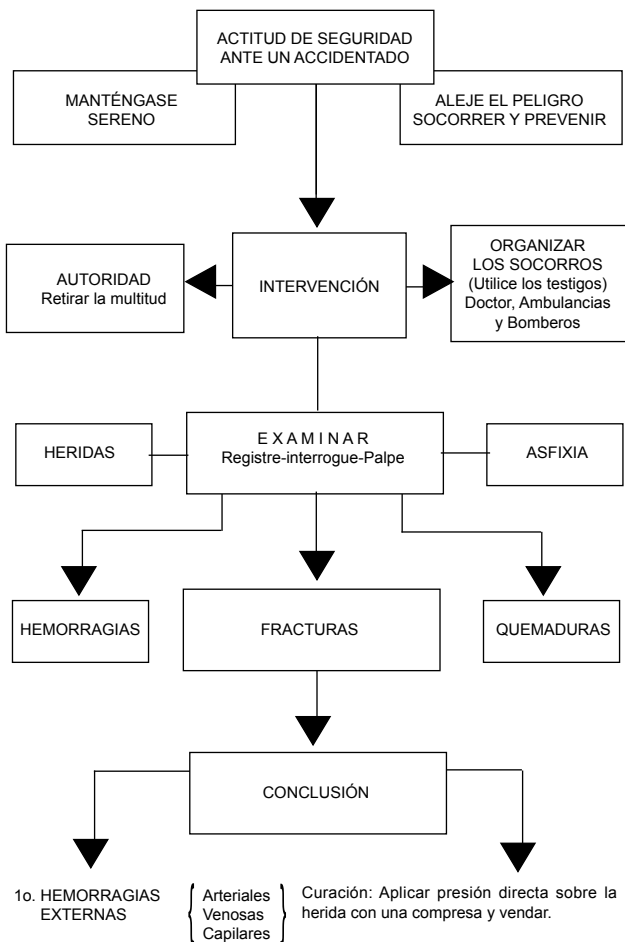 ACTITUD DE SEGURIDAD
ANTE UN ACCIDENTADO
MANTÉNGASE
SERENO
ALEJE EL PELIGRO
SOCORRER Y PREVENIR
AUTORIDAD
Retirar la multitud
INTERVENCIÓN
ORGANIZAR
LOS SOCORROS
(Utilice los testigos)
Doctor, Ambulancias
y Bomberos
HERIDAS
E X A M I N A R
Registre-interrogue-Palpe
ASFIXIA
HEMORRAGIAS
FRACTURAS
QUEMADURAS
CONCLUSIÓN
1o. HEMORRAGIAS
EXTERNAS
Arteriales
Venosas
Capilares
Curación: Aplicar presión directa sobre la
herida con una compresa y vendar.